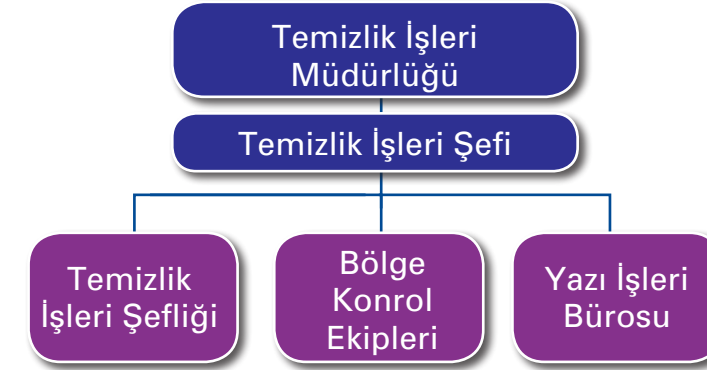 Temizlik İşleri
Müdürlüğü
Temizlik İşleri Şefi
Temizlik
İşleri Şefliği
Bölge
Konrol
Ekipleri
Yazı İşleri
Bürosu